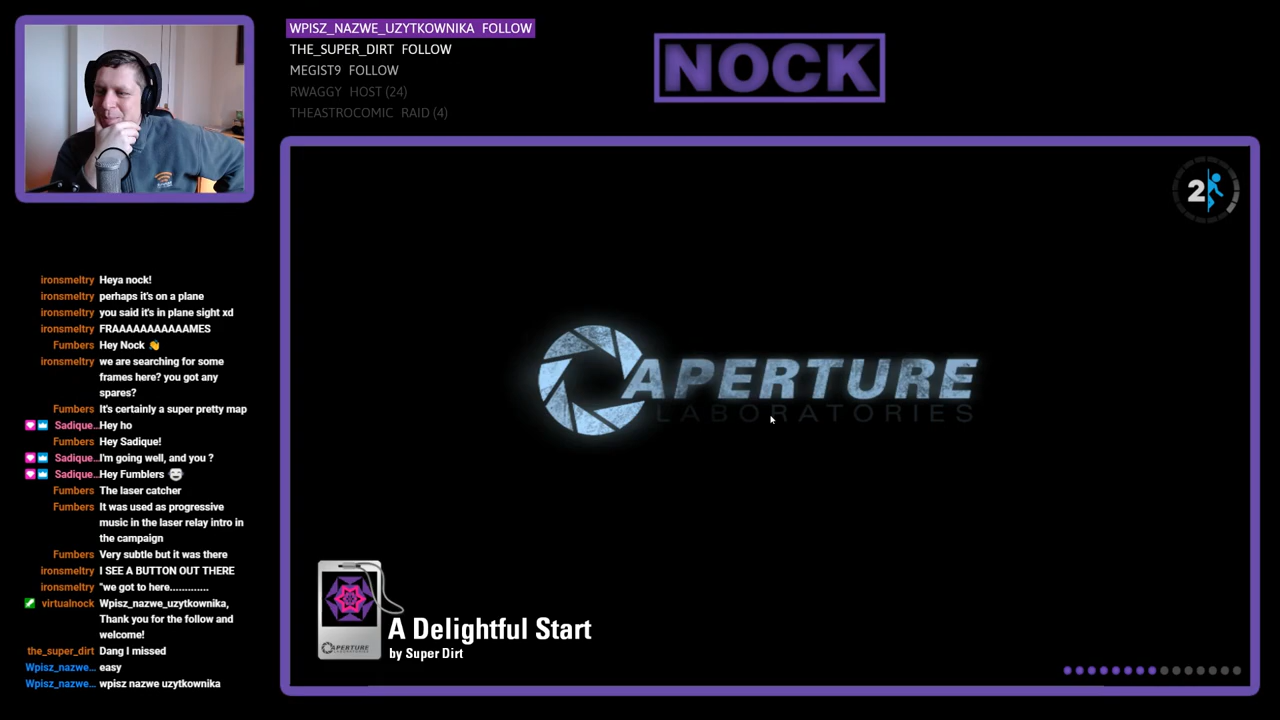 WPISZ_NAZWE_UZYTKOWNIKA FOLLOW
THE_SUPER_DIRT FOLLOW
MEGIST9 FOLLOW
RWAGGY HOST (24)
THEASTROCOMIC RAID (4)
NOCK
2
ironsmeltry Heya nock!
ironsmeltry perhaps it's on a plane
ironsmeltry you said it's in plane sight xd
ironsmeltry FRAAAAAAAAAAAMES
Fumbers Hey Nock
ironsmeltry we are searching for some
frames here? you got any
spares?
Fumbers It's certainly a super pretty map
Sadique... Hey ho
Fumbers Hey Sadique!
Sadique... I'm going well, and you ?
Sadique... Hey Fumblers
Fumbers The laser catcher
Fumbers It was used as progressive
music in the laser relay intro in
the campaign
Fumbers Very subtle but it was there
ironsmeltry I SEE A BUTTON OUT THERE
ironsmeltry "we got to here.............
virtualnock Wpisz_nazwe_uzytkownika,
Thank you for the follow and
welcome!
the_super_dirt Dang I missed
Wpisz_nazwe... easy
Wpisz_nazwe... wpisz nazwe uzytkownika
APERTURE
LABORATORIES
APERTURE
LABORATORIES
A Delightful Start
by Super Dirt